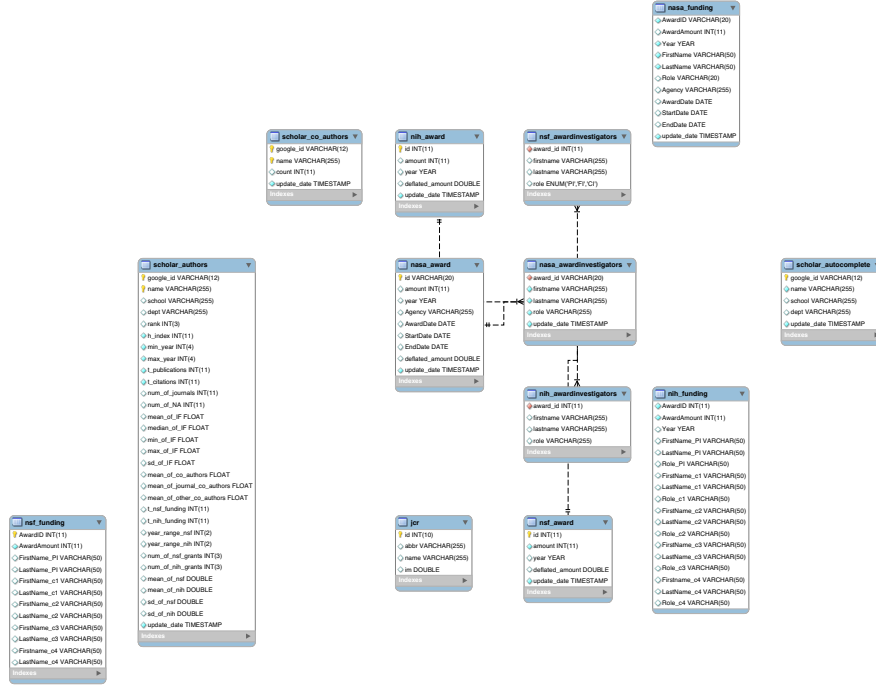 nasa_funding
AwardID VARCHAR(20)
AwardAmount INT(11)
Year YEAR
FirstName VARCHAR(50)
LastName VARCHAR(50)
Role VARCHAR(20)
Agency VARCHAR(255)
AwardDate DATE
StartDate DATE
EndDate DATE
update_date TIMESTAMP
scholar_co_authors
google_id VARCHAR(12)
name VARCHAR(255)
count INT(11)
update_date TIMESTAMP
Indexes
nih_award
id INT(11)
amount INT(11)
year YEAR
deflated_amount DOUBLE
update_date TIMESTAMP
Indexes
nsf_awardinvestigators
award_id INT(11)
firstname VARCHAR(255)
lastname VARCHAR(255)
role ENUM('PI','FI','CI')
Indexes
scholar_authors
google_id VARCHAR(12)
name VARCHAR(255)
school VARCHAR(255)
dept VARCHAR(255)
rank INT(3)
h_index INT(11)
min_year INT(4)
max_year INT(4)
t_publications INT(11)
t_citations INT(11)
num_of_journals INT(11)
num_of_NA INT(11)
mean_of_IF FLOAT
median_of_IF FLOAT
min_of_IF FLOAT
max_of_IF FLOAT
sd_of_IF FLOAT
mean_of_co_authors FLOAT
mean_of_journal_co_authors FLOAT
mean_of_other_co_authors FLOAT
t_nsf_funding INT(11)
t_nih_funding INT(11)
year_range_nsf INT(2)
year_range_nih INT(2)
num_of_nsf_grants INT(3)
num_of_nih_grants INT(3)
mean_of_nsf DOUBLE
mean_of_nih DOUBLE
sd_of_nsf DOUBLE
sd_of_nih DOUBLE
update_date TIMESTAMP
Indexes
nasa_award
id VARCHAR(20)
amount INT(11)
year YEAR
Agency VARCHAR(255)
AwardDate DATE
StartDate DATE
EndDate DATE
deflated_amount DOUBLE
update_date TIMESTAMP
Indexes
nasa_awardinvestigators
award_id VARCHAR(20)
firstname VARCHAR(255)
lastname VARCHAR(255)
role VARCHAR(255)
update_date TIMESTAMP
Indexes
scholar_autocomplete
google_id VARCHAR(12)
name VARCHAR(255)
school VARCHAR(255)
dept VARCHAR(255)
update_date TIMESTAMP
Indexes
nih_awardinvestigators
award_id INT(11)
firstname VARCHAR(255)
lastname VARCHAR(255)
role VARCHAR(255)
Indexes
nih_funding
AwardID INT(11)
AwardAmount INT(11)
Year YEAR
FirstName_PI VARCHAR(50)
LastName_PI VARCHAR(50)
Role_PI VARCHAR(50)
FirstName_c1 VARCHAR(50)
LastName_c1 VARCHAR(50)
Role_c1 VARCHAR(50)
FirstName_c2 VARCHAR(50)
LastName_c2 VARCHAR(50)
Role_c2 VARCHAR(50)
FirstName_c3 VARCHAR(50)
LastName_c3 VARCHAR(50)
Role_c3 VARCHAR(50)
Firstname_c4 VARCHAR(50)
LastName_c4 VARCHAR(50)
Role_c4 VARCHAR(50)
nsf_funding
AwardID INT(11)
AwardAmount INT(11)
FirstName_PI VARCHAR(50)
LastName_PI VARCHAR(50)
FirstName_c1 VARCHAR(50)
LastName_c1 VARCHAR(50)
FirstName_c2 VARCHAR(50)
LastName_c2 VARCHAR(50)
FirstName_c3 VARCHAR(50)
LastName_c3 VARCHAR(50)
Firstname_c4 VARCHAR(50)
LastName_c4 VARCHAR(50)
Indexes
jcr
id INT(10)
abbr VARCHAR(255)
name VARCHAR(255)
im DOUBLE
Indexes
nsf_award
id INT(11)
amount INT(11)
year YEAR
deflated_amount DOUBLE
update_date TIMESTAMP
Indexes